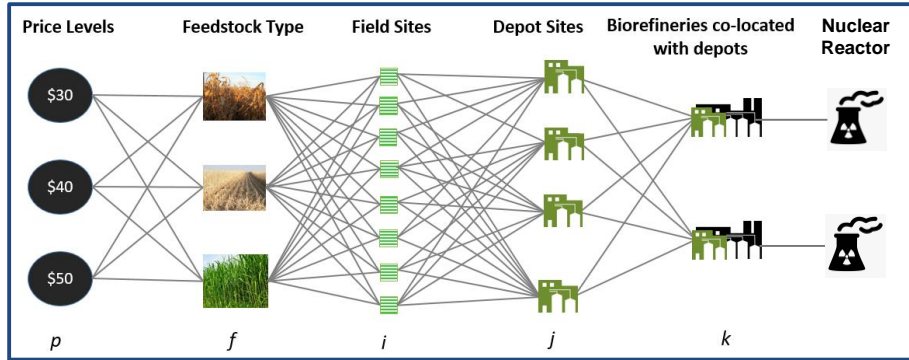 Price Levels
Feedstock Type
Field Sites
Depot Sites
Biorefineries co-located
with depots
Nuclear
Reactor
$30
$40
$50
p
f
i
j
k